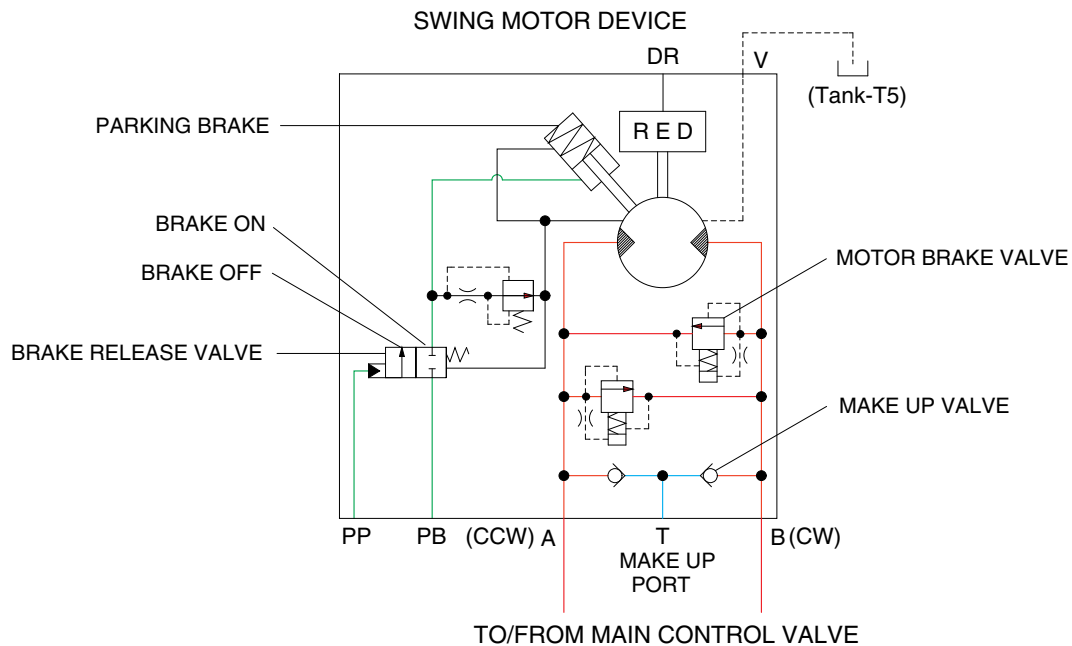 SWING MOTOR DEVICE
DR
V
(Tank-T5)
PARKING BRAKE
R E D
BRAKE ON
BRAKE OFF
MOTOR BRAKE VALVE
BRAKE RELEASE VALVE
MAKE UP VALVE
PP
PB
(CCW) A
T
B (CW)
MAKE UP
PORT
TO/FROM MAIN CONTROL VALVE